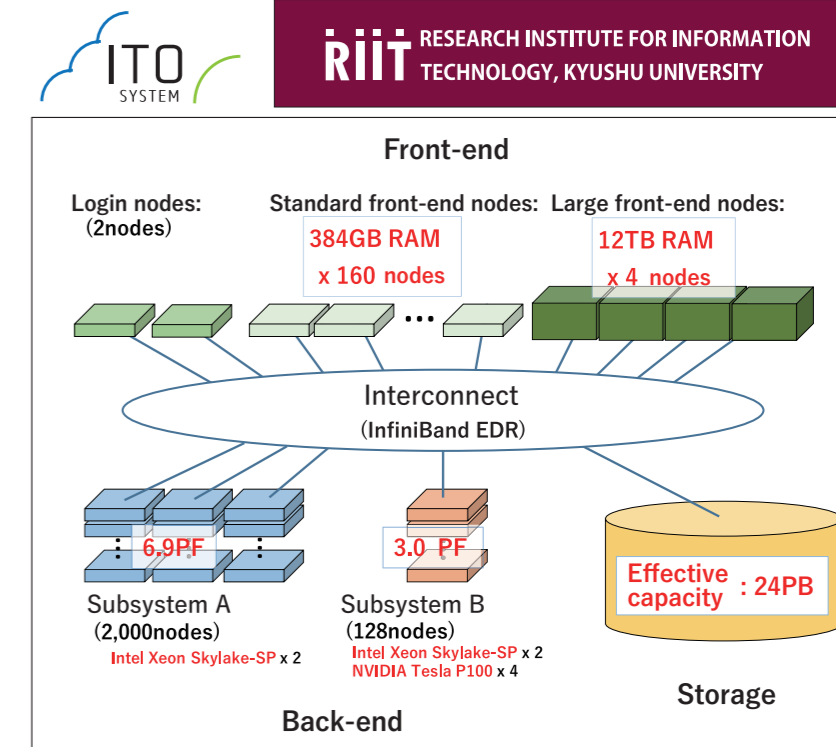 ITO
SYSTEM
RIIT
RESEARCH INSTITUTE FOR INFORMATION
TECHNOLOGY, KYUSHU UNIVERSITY
Front-end
Login nodes:
(2nodes)
Standard front-end nodes:
384GB RAM
x 160 nodes
Large front-end nodes:
12TB RAM
x 4 nodes
Interconnect
(InfiniBand EDR)
6.9PF
Subsystem A
(2,000nodes)
Intel Xeon Skylake-SP x 2
3.0 PF
Subsystem B
(128nodes)
Intel Xeon Skylake-SP x 2
NVIDIA Tesla P100 x 4
Effective
capacity : 24PB
Storage
Back-end